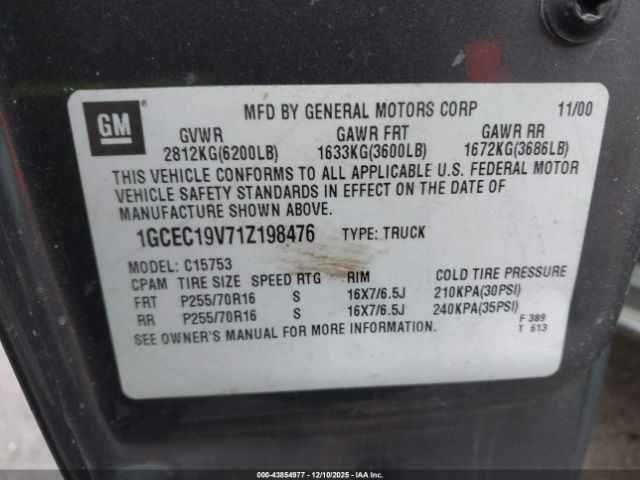 GM
®
MFD BY GENERAL MOTORS CORP 11/00
GVWR GAWR FRT GAWR RR
2812KG(6200LB) 1633KG(3600LB) 1672KG(3686LB)
THIS VEHICLE CONFORMS TO ALL APPLICABLE U.S. FEDERAL MOTOR
VEHICLE SAFETY STANDARDS IN EFFECT ON THE DATE OF
MANUFACTURE SHOWN ABOVE.
1GCEC19V71Z198476 TYPE: TRUCK
MODEL: C15753
CPAM TIRE SIZE SPEED RTG RIM COLD TIRE PRESSURE
FRT P255/70R16 S 16X7/6.5J 210KPA(30PSI)
RR P255/70R16 S 16X7/6.5J 240KPA(35PSI)
SEE OWNER'S MANUAL FOR MORE INFORMATION.
F 389
T 613
000-43854977 - 12/10/2025 - IAA Inc.